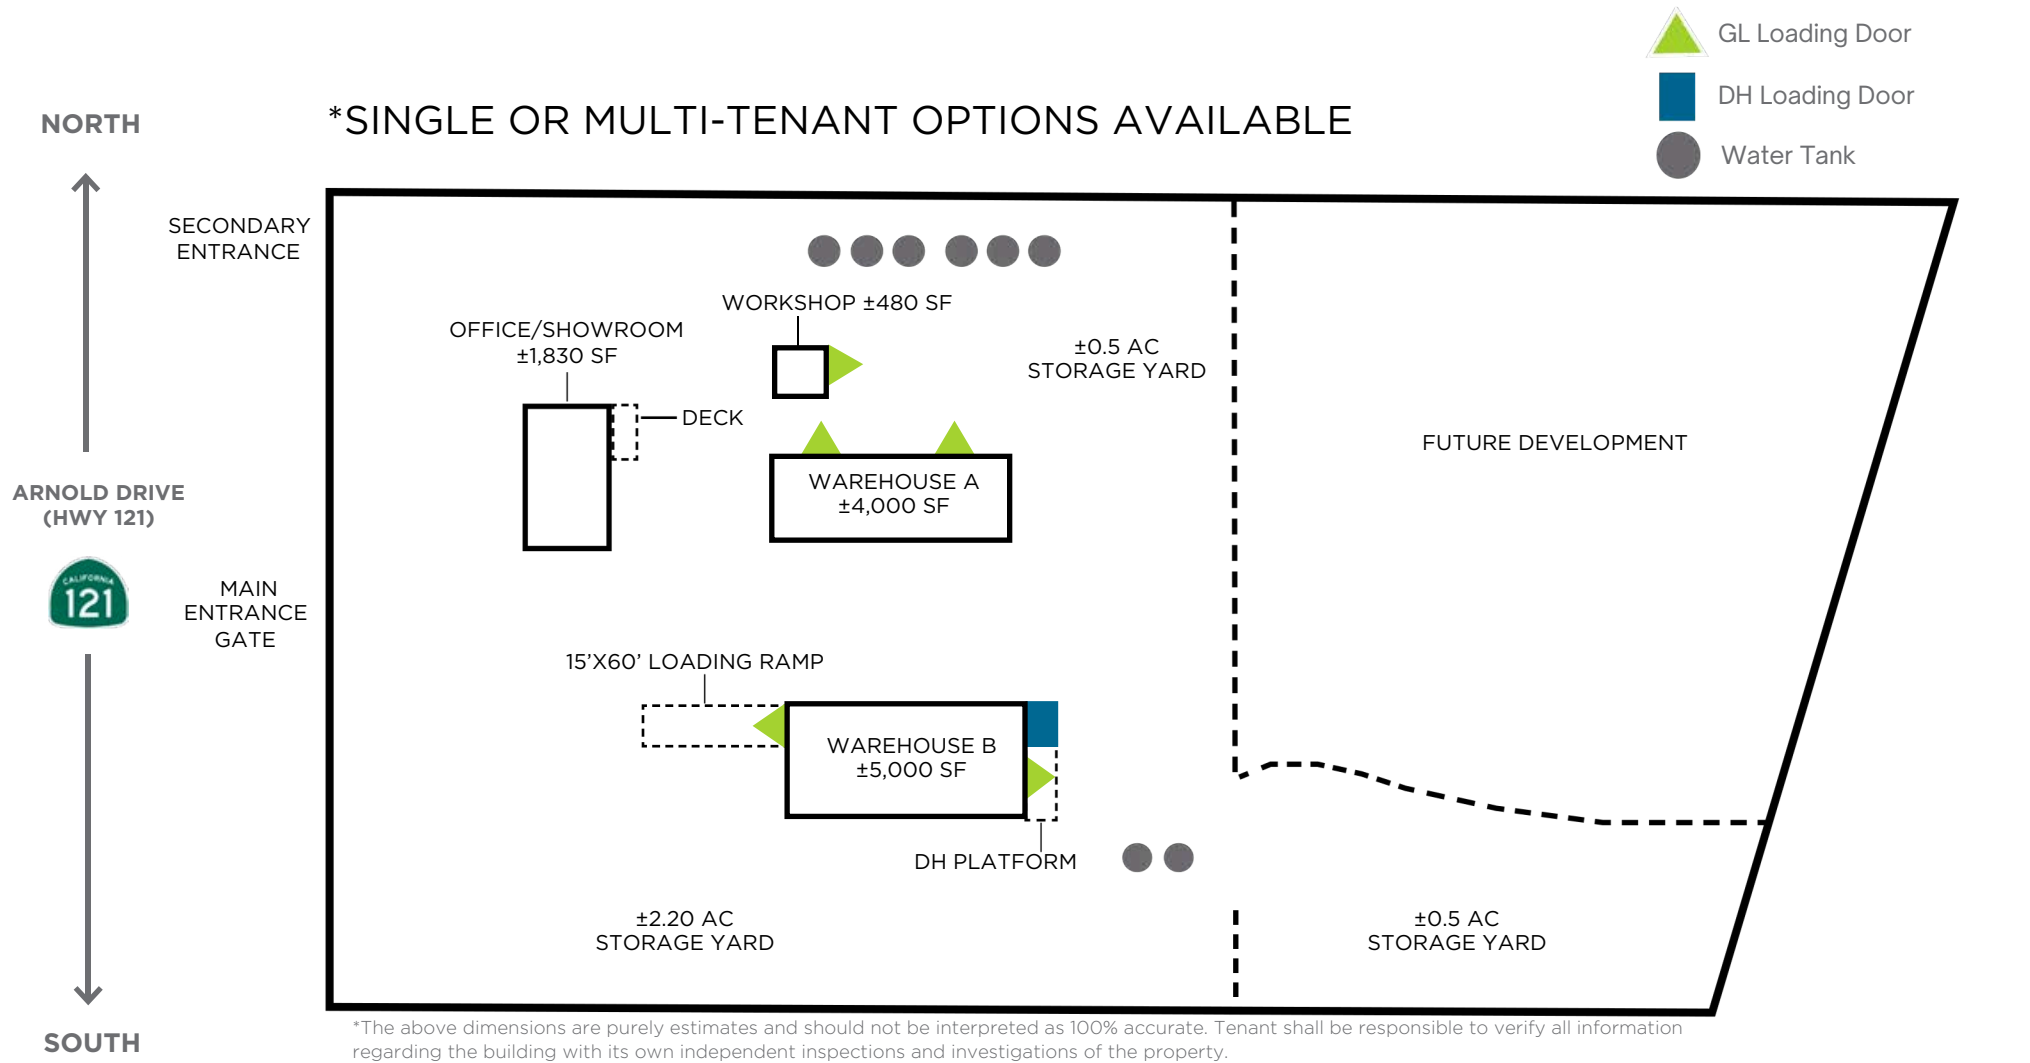 GL Loading Door
DH Loading Door
Water Tank
*SINGLE OR MULTI-TENANT OPTIONS AVAILABLE
NORTH
SECONDARY
ENTRANCE
WORKSHOP ±480 SF
OFFICE/SHOWROOM
±1,830 SF
±0.5 AC
STORAGE YARD
DECK
FUTURE DEVELOPMENT
WAREHOUSE A
±4,000 SF
ARNOLD DRIVE
(HWY 121)
CALIFORNIA
121
MAIN
ENTRANCE
GATE
15’X60’ LOADING RAMP
WAREHOUSE B
±5,000 SF
DH PLATFORM
±2.20 AC
STORAGE YARD
±0.5 AC
STORAGE YARD
SOUTH
*The above dimensions are purely estimates and should not be interpreted as 100% accurate. Tenant shall be responsible to verify all information
regarding the building with its own independent inspections and investigations of the property.